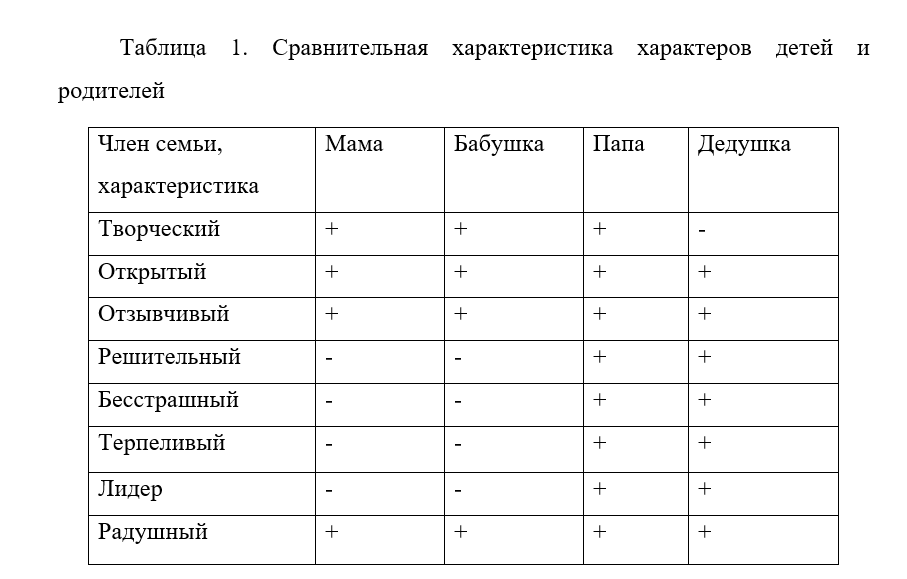 Таблица 1. Сравнительная характеристика характеров детей и
родителей
Член семьи, Мама Бабушка Папа Дедушка
характеристика
Творческий + + + -
Открытый + + + +
Отзывчивый + + + +
Решительный - - + +
Бесстрашный - - + +
Терпеливый - - + +
Лидер - - + +
Радушный + + + +